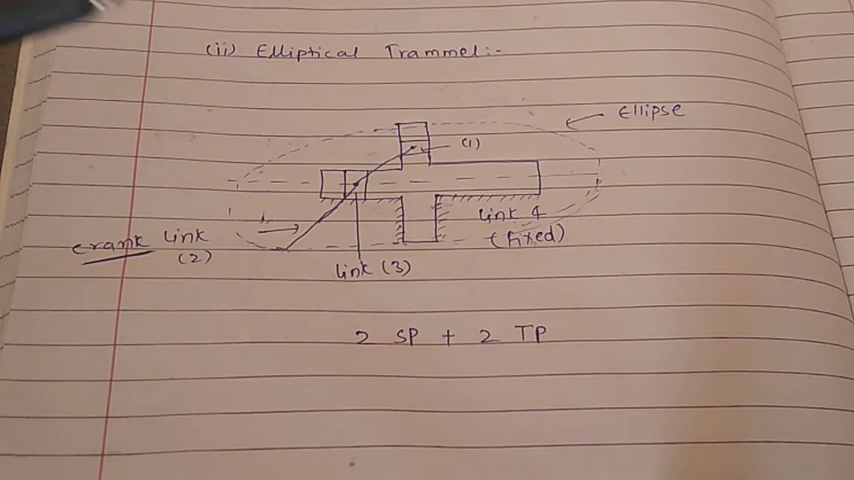 (ii) Elliptical Trammel:-
Ellipse
(1)
link 4
(fixed)
crank link
(2)
link (3)
2 SP + 2 TP